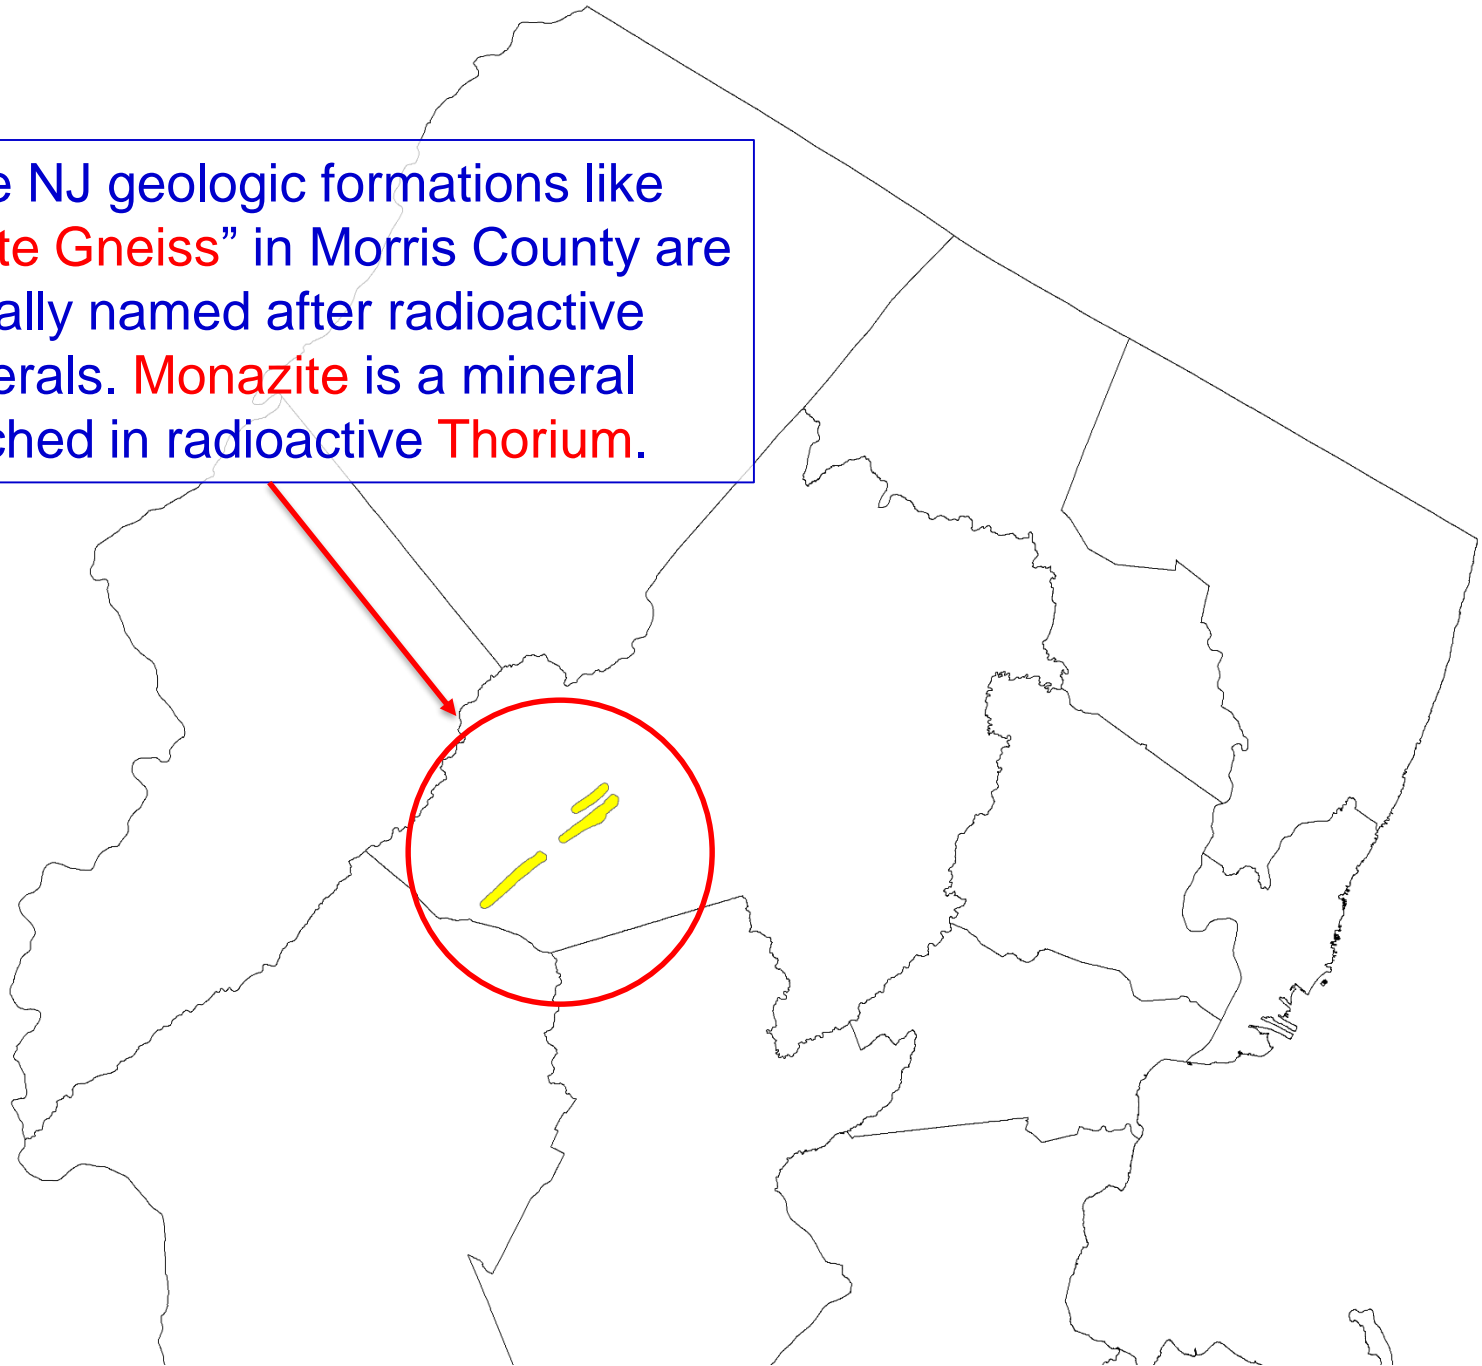 e NJ geologic formations like
te Gneiss” in Morris County are
ally named after radioactive
erals. Monazite is a mineral
ched in radioactive Thorium.